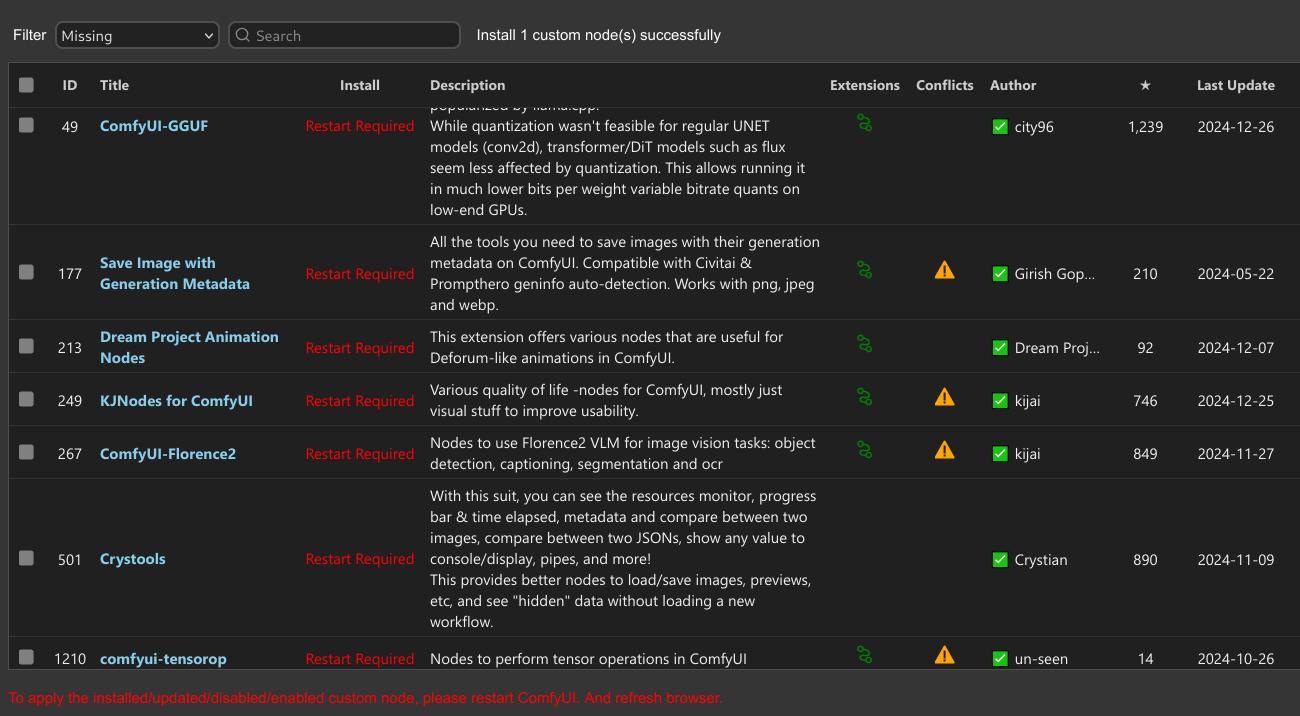 Filter Missing Search Install 1 custom node(s) successfully
ID Title Install Description Extensions Conflicts Author ★ Last Update
popularized by llama.cpp.
49 ComfyUI-GGUF Restart Required While quantization wasn't feasible for regular UNET city96 1,239 2024-12-26
models (conv2d), transformer/DiT models such as flux
seem less affected by quantization. This allows running it
in much lower bits per weight variable bitrate quants on
low-end GPUs.
177 Save Image with
Generation Metadata Restart Required All the tools you need to save images with their generation
metadata on ComfyUI. Compatible with Civitai &
Prompthero geninfo auto-detection. Works with png, jpeg
and webp. Girish Gop... 210 2024-05-22
213 Dream Project Animation
Nodes Restart Required This extension offers various nodes that are useful for
Deforum-like animations in ComfyUI. Dream Proj... 92 2024-12-07
249 KJNodes for ComfyUI Restart Required Various quality of life -nodes for ComfyUI, mostly just
visual stuff to improve usability. kijai 746 2024-12-25
267 ComfyUI-Florence2 Restart Required Nodes to use Florence2 VLM for image vision tasks: object
detection, captioning, segmentation and ocr kijai 849 2024-11-27
501 Crystools Restart Required With this suit, you can see the resources monitor, progress
bar & time elapsed, metadata and compare between two
images, compare between two JSONs, show any value to
console/display, pipes, and more!
This provides better nodes to load/save images, previews,
etc, and see "hidden" data without loading a new
workflow. Crystian 890 2024-11-09
1210 comfyui-tensorop Restart Required Nodes to perform tensor operations in ComfyUI un-seen 14 2024-10-26
To apply the installed/updated/disabled/enabled custom node, please restart ComfyUI. And refresh browser.